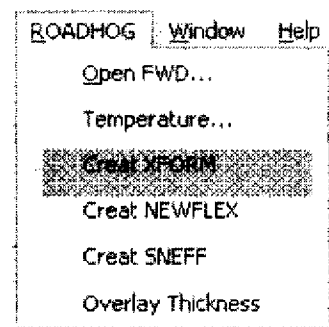 ROADHOG Window Help
Open FWD...
Temperature...
Creat XFORM
Creat NEWFLEX
Creat SNEFF
Overlay Thickness